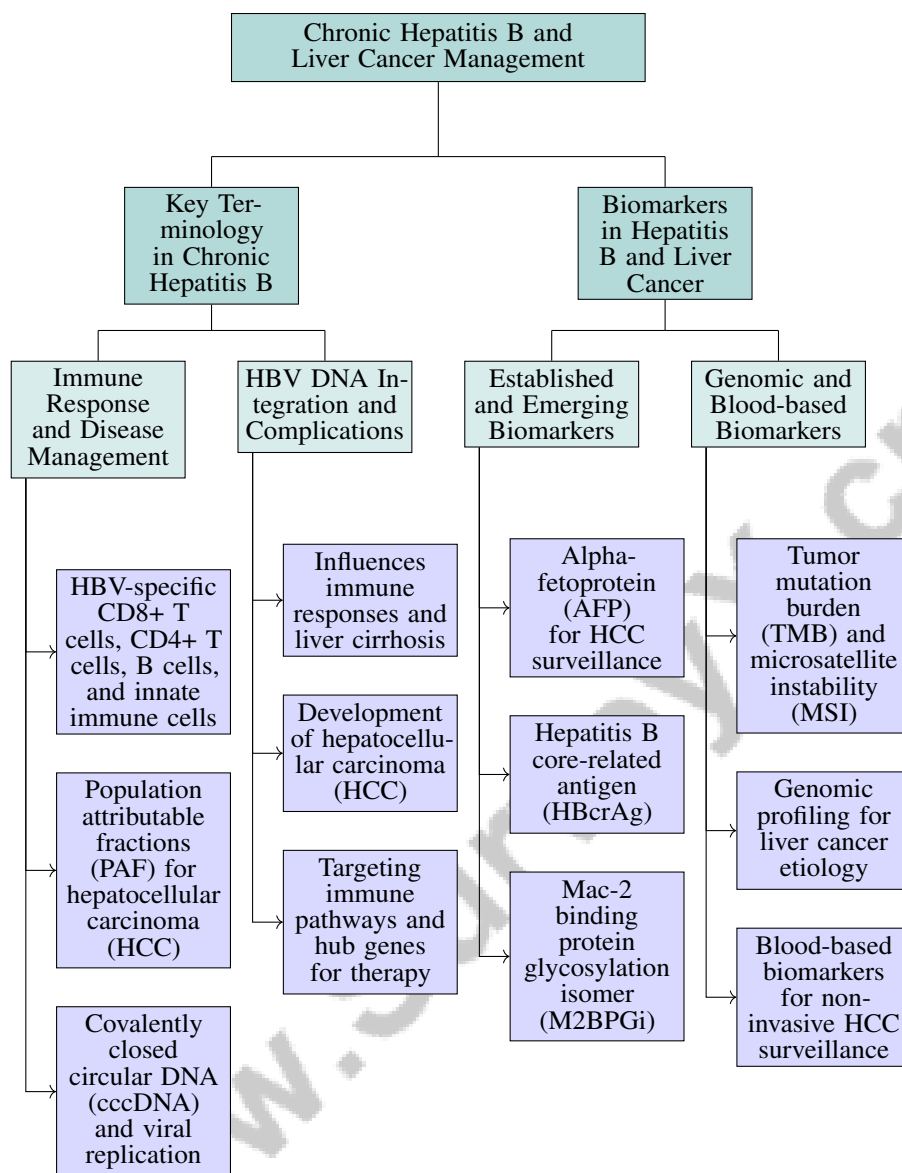 Chronic Hepatitis B and
Liver Cancer Management
Key Ter-
minology
in Chronic
Hepatitis B
Biomarkers
in Hepatitis
B and Liver
Cancer
Immune
Response
and Disease
Management
HBV DNA In-
tegration and
Complications
Established
and Emerging
Biomarkers
Genomic and
Blood-based
Biomarkers
HBV-specific
CD8+ T
cells, CD4+ T
cells, B cells,
and innate
immune cells
Population
attributable
fractions
(PAF) for
hepatocellular
carcinoma
(HCC)
Covalently
closed
circular DNA
(cccDNA)
and viral
replication
Influences
immune
responses and
liver cirrhosis
Development
of hepatocellu-
lar carcinoma
(HCC)
Targeting
immune
pathways and
hub genes
for therapy
Alpha-
fetoprotein
(AFP)
for HCC
surveillance
Hepatitis B
core-related
antigen
(HBcrAg)
Mac-2
binding
protein
glycosylation
isomer
(M2BPGi)
Tumor
mutation
burden
(TMB) and
microsatellite
instability
(MSI)
Genomic
profiling for
liver cancer
etiology
Blood-based
biomarkers
for non-
invasive HCC
surveillance